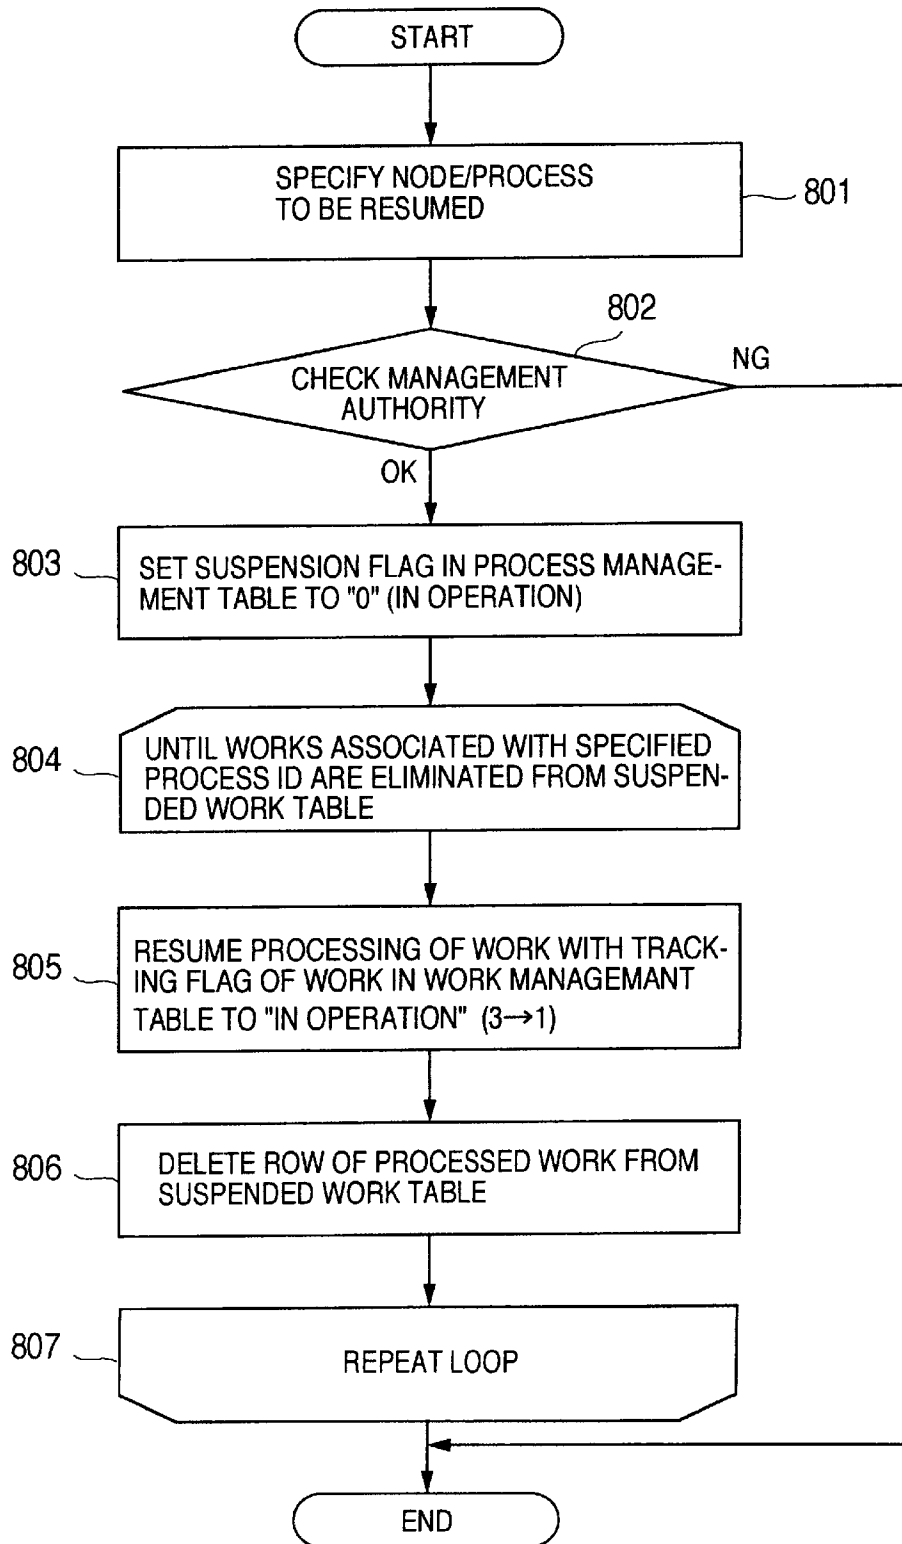 START
SPECIFY NODE/PROCESS
TO BE RESUMED
801
802
CHECK MANAGEMENT
AUTHORITY
NG
OK
803
SET SUSPENSION FLAG IN PROCESS MANAGE-
MENT TABLE TO "0" (IN OPERATION)
804
UNTIL WORKS ASSOCIATED WITH SPECIFIED
PROCESS ID ARE ELIMINATED FROM SUSPEN-
DED WORK TABLE
805
RESUME PROCESSING OF WORK WITH TRACK-
ING FLAG OF WORK IN WORK MANAGEMANT
TABLE TO "IN OPERATION" (3→1)
806
DELETE ROW OF PROCESSED WORK FROM
SUSPENDED WORK TABLE
807
REPEAT LOOP
END